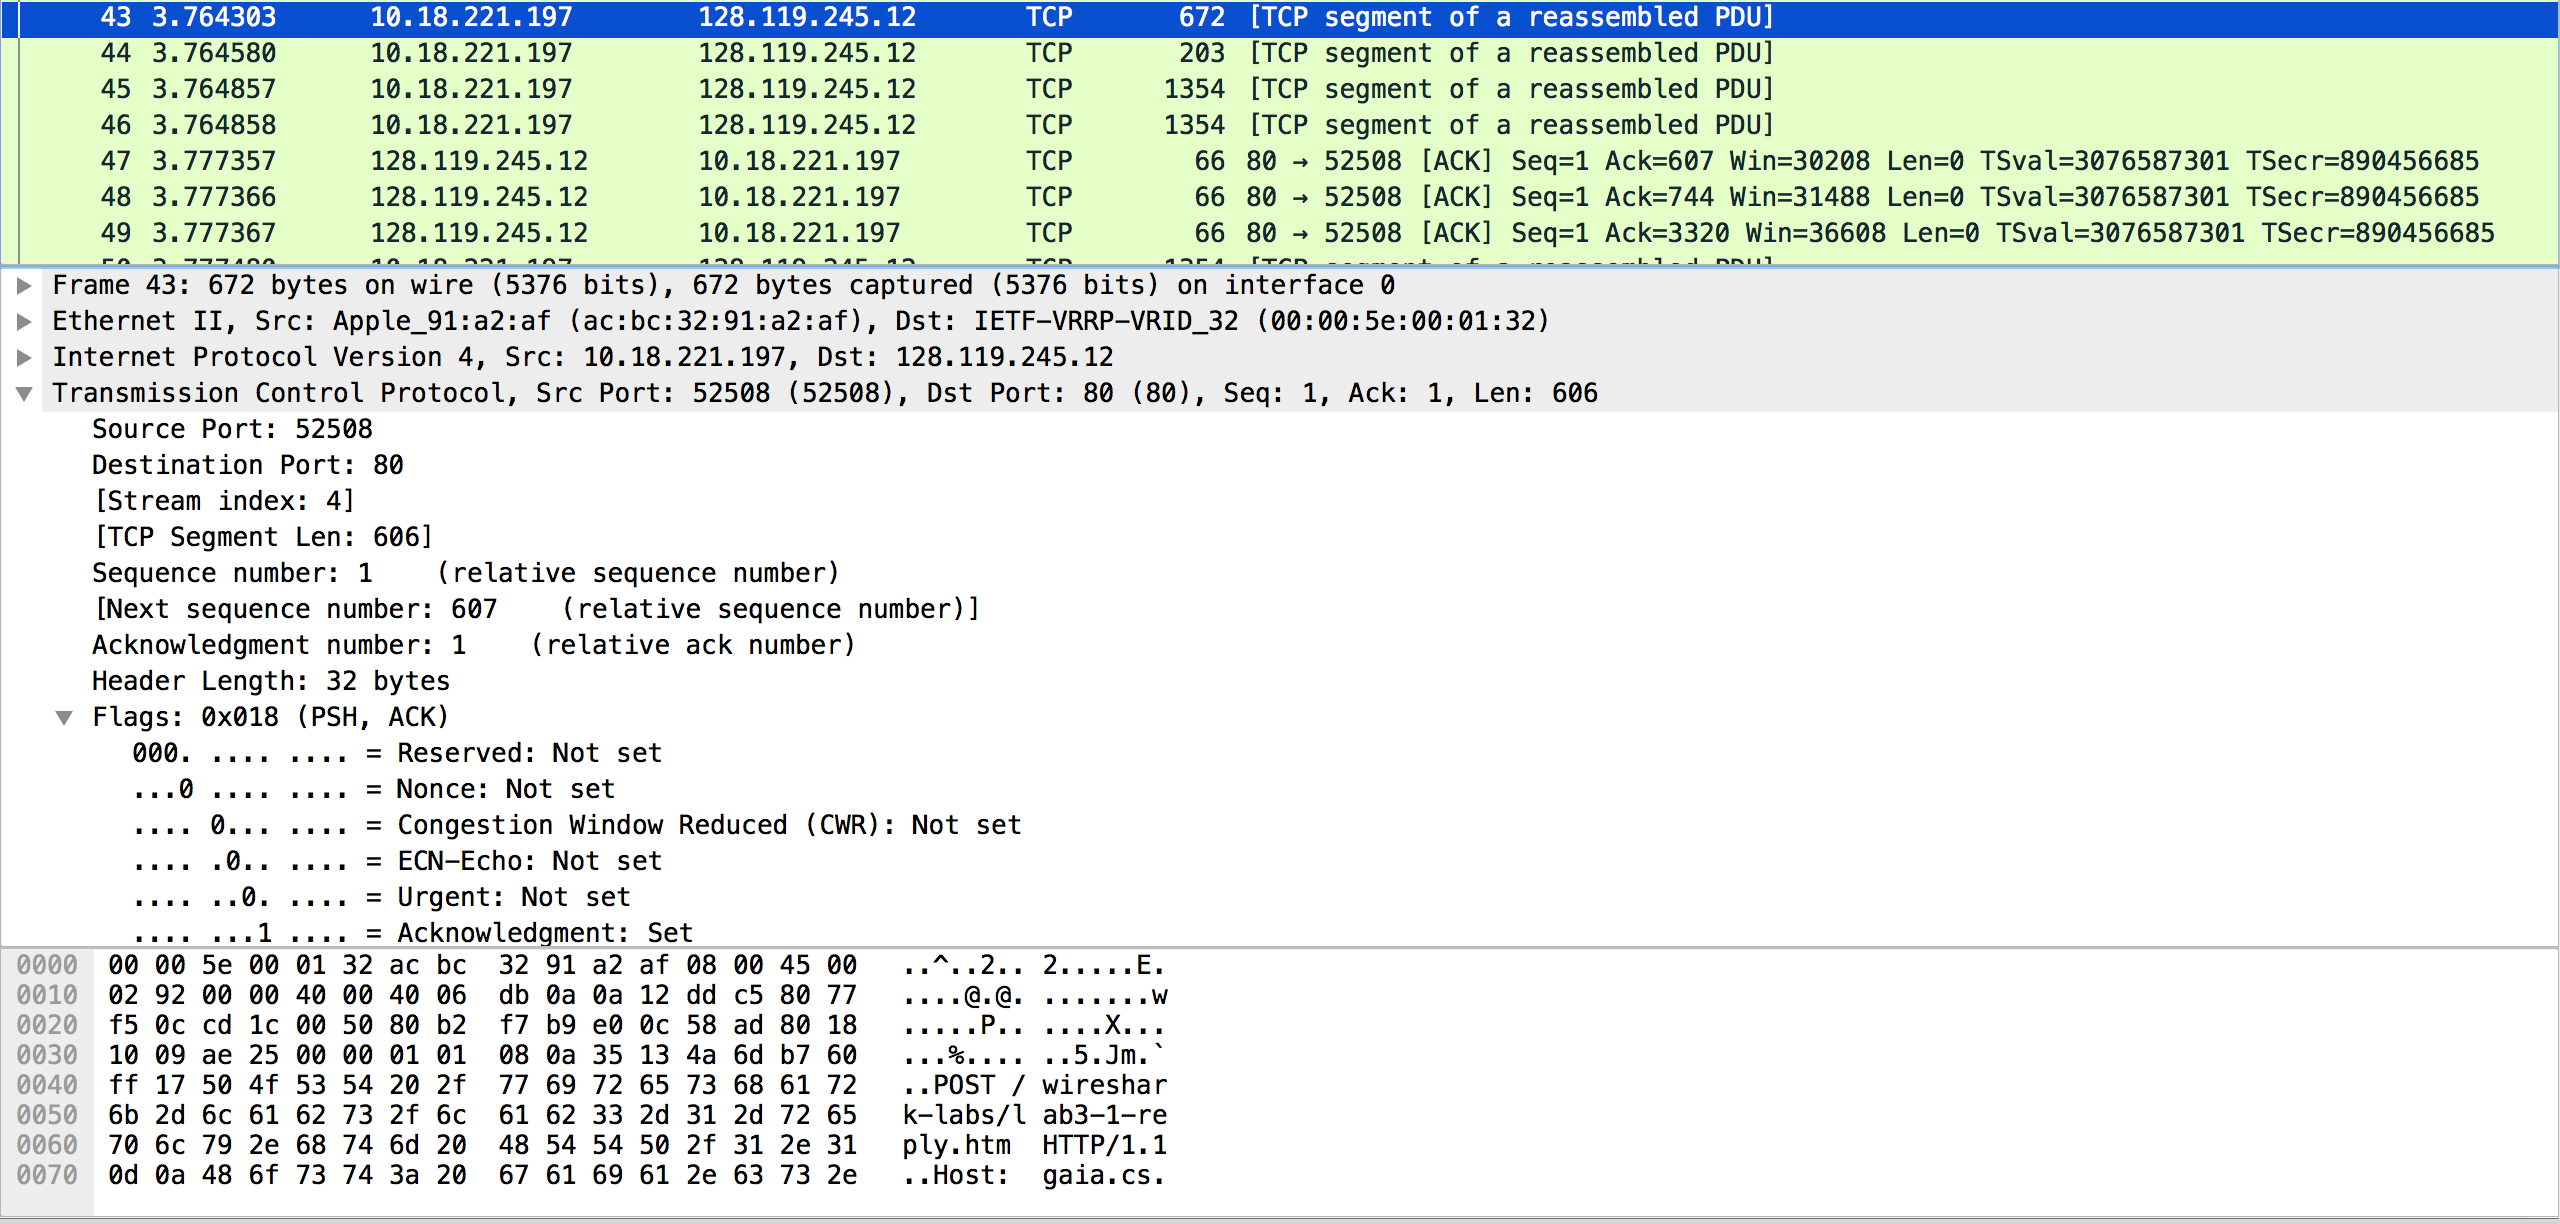 43 3.764303 10.18.221.197 128.119.245.12 TCP 672 [TCP segment of a reassembled PDU]
44 3.764580 10.18.221.197 128.119.245.12 TCP 203 [TCP segment of a reassembled PDU]
45 3.764857 10.18.221.197 128.119.245.12 TCP 1354 [TCP segment of a reassembled PDU]
46 3.764858 10.18.221.197 128.119.245.12 TCP 1354 [TCP segment of a reassembled PDU]
47 3.777357 128.119.245.12 10.18.221.197 TCP 66 80 → 52508 [ACK] Seq=1 Ack=607 Win=30208 Len=0 TSval=3076587301 TSecr=890456685
48 3.777366 128.119.245.12 10.18.221.197 TCP 66 80 → 52508 [ACK] Seq=1 Ack=744 Win=31488 Len=0 TSval=3076587301 TSecr=890456685
49 3.777367 128.119.245.12 10.18.221.197 TCP 66 80 → 52508 [ACK] Seq=1 Ack=3320 Win=36608 Len=0 TSval=3076587301 TSecr=890456685
Frame 43: 672 bytes on wire (5376 bits), 672 bytes captured (5376 bits) on interface 0
Ethernet II, Src: Apple_91:a2:af (ac:bc:32:91:a2:af), Dst: IETF-VRRP-VRID_32 (00:00:5e:00:01:32)
Internet Protocol Version 4, Src: 10.18.221.197, Dst: 128.119.245.12
Transmission Control Protocol, Src Port: 52508 (52508), Dst Port: 80 (80), Seq: 1, Ack: 1, Len: 606
Source Port: 52508
Destination Port: 80
[Stream index: 4]
[TCP Segment Len: 606]
Sequence number: 1 (relative sequence number)
[Next sequence number: 607 (relative sequence number)]
Acknowledgment number: 1 (relative ack number)
Header Length: 32 bytes
Flags: 0x018 (PSH, ACK)
000. .... .... = Reserved: Not set
...0 .... .... = Nonce: Not set
.... 0... .... = Congestion Window Reduced (CWR): Not set
.... .0.. .... = ECN-Echo: Not set
.... ..0. .... = Urgent: Not set
.... ...1 .... = Acknowledgment: Set
0000 00 00 5e 00 01 32 ac bc 32 91 a2 af 08 00 45 00 ..^..2.. 2.....E.
0010 02 92 00 00 40 00 40 06 db 0a 0a 12 dd c5 80 77 ....@.@. .......w
0020 f5 0c cd 1c 00 50 80 b2 f7 b9 e0 0c 58 ad 80 18 .....P.. ....X...
0030 10 09 ae 25 00 00 01 01 08 0a 35 13 4a 6d b7 60 ...%.... ..5.Jm.`
0040 ff 17 50 4f 53 54 20 2f 77 69 72 65 73 68 61 72 ..POST / wireshar
0050 6b 2d 6c 61 62 73 2f 6c 61 62 33 2d 31 2d 72 65 k-labs/l ab3-1-re
0060 70 6c 79 2e 68 74 6d 20 48 54 54 50 2f 31 2e 31 ply.htm HTTP/1.1
0070 0d 0a 48 6f 73 74 3a 20 67 61 69 61 2e 63 73 2e ..Host: gaia.cs.